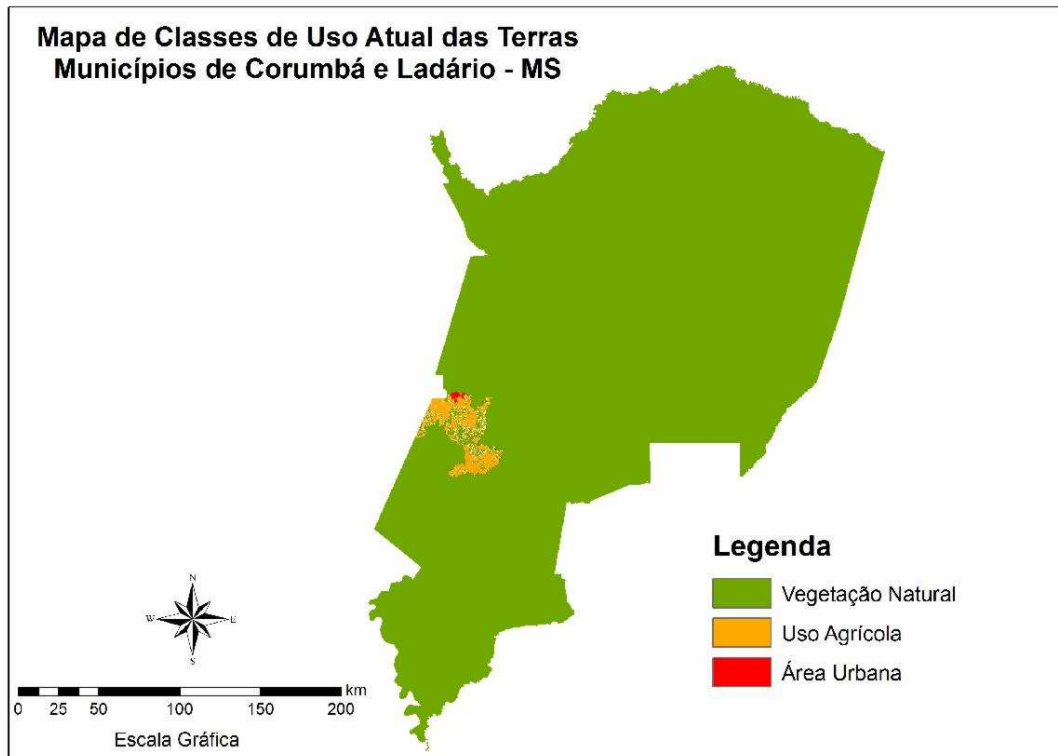 Mapa de Classes de Uso Atual das Terras
Municípios de Corumbá e Ladário - MS
Legenda
Vegetação Natural
Uso Agrícola
Área Urbana
N
W E
S
km
0 25 50 100 150 200
Escala Gráfica